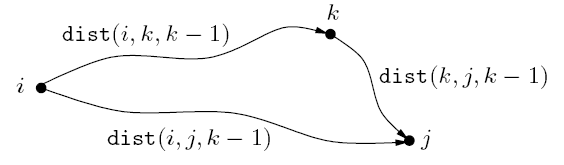 k
dist(i, k, k − 1)
dist(k, j, k − 1)
i
dist(i, j, k − 1)
j